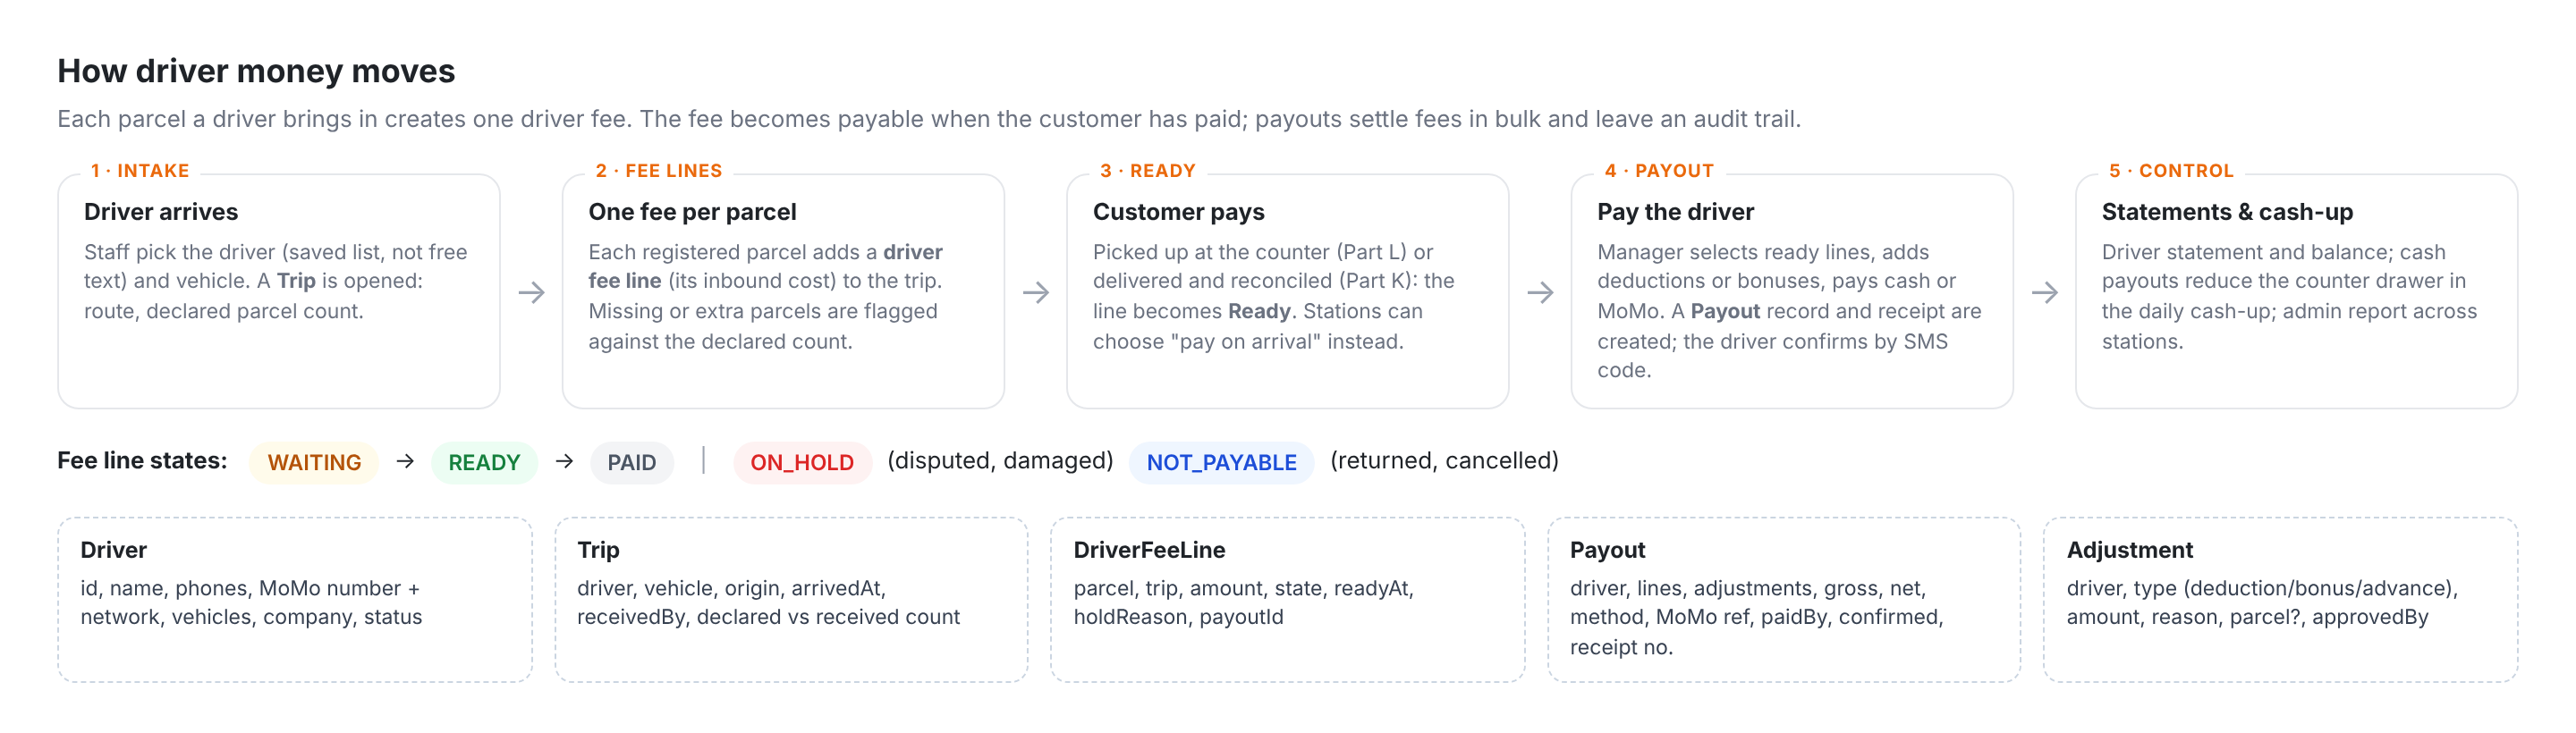 How driver money moves
Each parcel a driver brings in creates one driver fee. The fee becomes payable when the customer has paid; payouts settle fees in bulk and leave an audit trail.
1 · INTAKE
Driver arrives
Staff pick the driver (saved list, not free
text) and vehicle. A Trip is opened:
route, declared parcel count.
→
2 · FEE LINES
One fee per parcel
Each registered parcel adds a driver
fee line (its inbound cost) to the trip.
Missing or extra parcels are flagged
against the declared count.
→
3 · READY
Customer pays
Picked up at the counter (Part L) or
delivered and reconciled (Part K): the
line becomes Ready. Stations can
choose "pay on arrival" instead.
→
4 · PAYOUT
Pay the driver
Manager selects ready lines, adds
deductions or bonuses, pays cash or
MoMo. A Payout record and receipt are
created; the driver confirms by SMS
code.
→
5 · CONTROL
Statements & cash-up
Driver statement and balance; cash
payouts reduce the counter drawer in
the daily cash-up; admin report across
stations.
Fee line states: WAITING → READY → PAID | ON_HOLD (disputed, damaged) NOT_PAYABLE (returned, cancelled)
Driver
id, name, phones, MoMo number +
network, vehicles, company, status
Trip
driver, vehicle, origin, arrivedAt,
receivedBy, declared vs received count
DriverFeeLine
parcel, trip, amount, state, readyAt,
holdReason, payoutId
Payout
driver, lines, adjustments, gross, net,
method, MoMo ref, paidBy, confirmed,
receipt no.
Adjustment
driver, type (deduction/bonus/advance),
amount, reason, parcel?, approvedBy